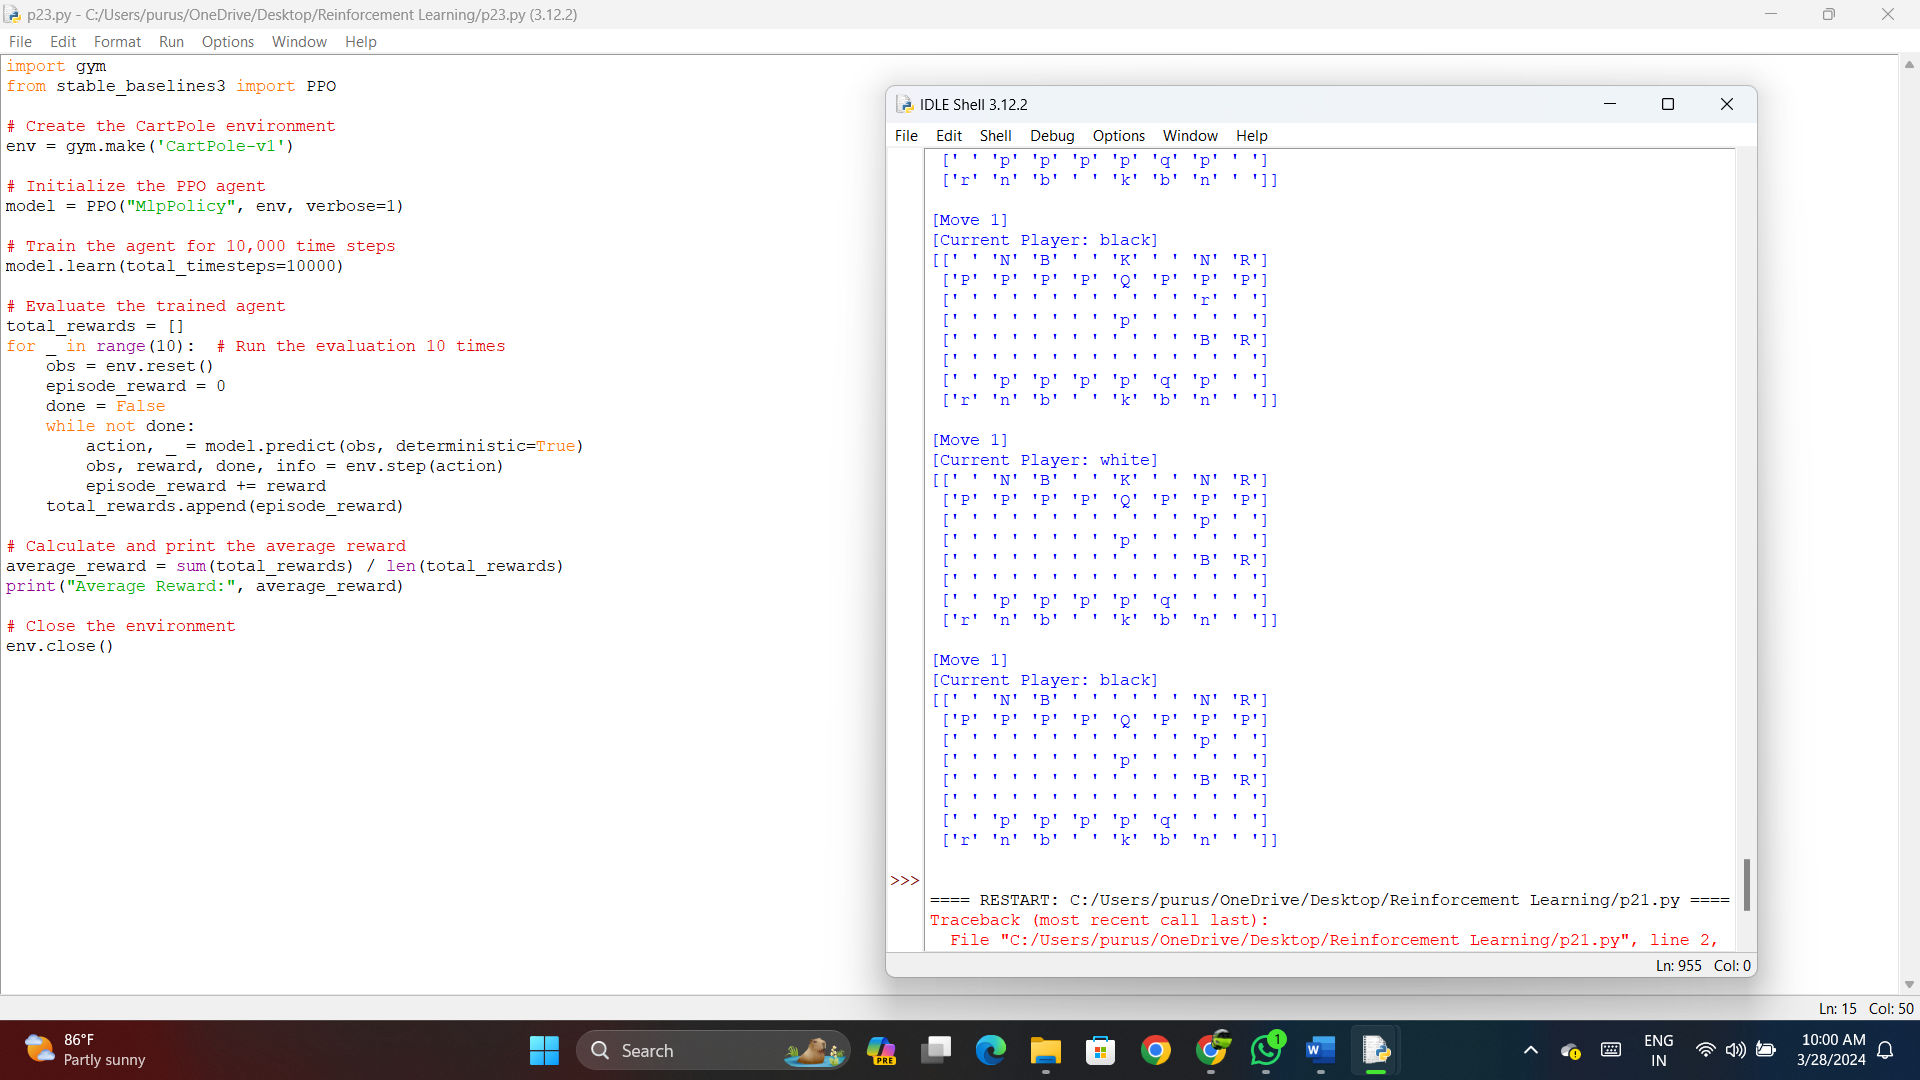 p23.py - C:/Users/purus/OneDrive/Desktop/Reinforcement Learning/p23.py (3.12.2)
File Edit Format Run Options Window Help
import gym
from stable_baselines3 import PPO
# Create the CartPole environment
env = gym.make('CartPole-v1')
# Initialize the PPO agent
model = PPO("MlpPolicy", env, verbose=1)
# Train the agent for 10,000 time steps
model.learn(total_timesteps=10000)
# Evaluate the trained agent
total_rewards = []
for _ in range(10):  # Run the evaluation 10 times
    obs = env.reset()
    episode_reward = 0
    done = False
    while not done:
        action, _ = model.predict(obs, deterministic=True)
        obs, reward, done, info = env.step(action)
        episode_reward += reward
    total_rewards.append(episode_reward)
# Calculate and print the average reward
average_reward = sum(total_rewards) / len(total_rewards)
print("Average Reward:", average_reward)
# Close the environment
env.close()
IDLE Shell 3.12.2
File Edit Shell Debug Options Window Help
 [' ' 'p' 'p' 'p' 'p' 'q' 'p' ' ']
 ['r' 'n' 'b' ' ' 'k' 'b' 'n' ' ']]
[Move 1]
[Current Player: black]
[[' ' 'N' 'B' ' ' 'K' ' ' 'N' 'R']
 ['P' 'P' 'P' 'P' 'Q' 'P' 'P' 'P']
 [' ' ' ' ' ' ' ' ' ' ' ' 'r' ' ']
 [' ' ' ' ' ' ' ' 'p' ' ' ' ' ' ']
 [' ' ' ' ' ' ' ' ' ' ' ' 'B' 'R']
 [' ' ' ' ' ' ' ' ' ' ' ' ' ' ' ']
 [' ' 'p' 'p' 'p' 'p' 'q' 'p' ' ']
 ['r' 'n' 'b' ' ' 'k' 'b' 'n' ' ']]
[Move 1]
[Current Player: white]
[[' ' 'N' 'B' ' ' 'K' ' ' 'N' 'R']
 ['P' 'P' 'P' 'P' 'Q' 'P' 'P' 'P']
 [' ' ' ' ' ' ' ' ' ' ' ' 'p' ' ']
 [' ' ' ' ' ' ' ' 'p' ' ' ' ' ' ']
 [' ' ' ' ' ' ' ' ' ' ' ' 'B' 'R']
 [' ' ' ' ' ' ' ' ' ' ' ' ' ' ' ']
 [' ' 'p' 'p' 'p' 'p' 'q' ' ' ' ']
 ['r' 'n' 'b' ' ' 'k' 'b' 'n' ' ']]
[Move 1]
[Current Player: black]
[[' ' 'N' 'B' ' ' ' ' ' ' 'N' 'R']
 ['P' 'P' 'P' 'P' 'Q' 'P' 'P' 'P']
 [' ' ' ' ' ' ' ' ' ' ' ' 'p' ' ']
 [' ' ' ' ' ' ' ' 'p' ' ' ' ' ' ']
 [' ' ' ' ' ' ' ' ' ' ' ' 'B' 'R']
 [' ' ' ' ' ' ' ' ' ' ' ' ' ' ' ']
 [' ' 'p' 'p' 'p' 'p' 'q' ' ' ' ']
 ['r' 'n' 'b' ' ' 'k' 'b' 'n' ' ']]
>>>
==== RESTART: C:/Users/purus/OneDrive/Desktop/Reinforcement Learning/p21.py ====
Traceback (most recent call last):
  File "C:/Users/purus/OneDrive/Desktop/Reinforcement Learning/p21.py", line 2,
Ln: 955 Col: 0
Ln: 15 Col: 50
86°F
Partly sunny
Search
PRE
1
ENG
IN
10:00 AM
3/28/2024